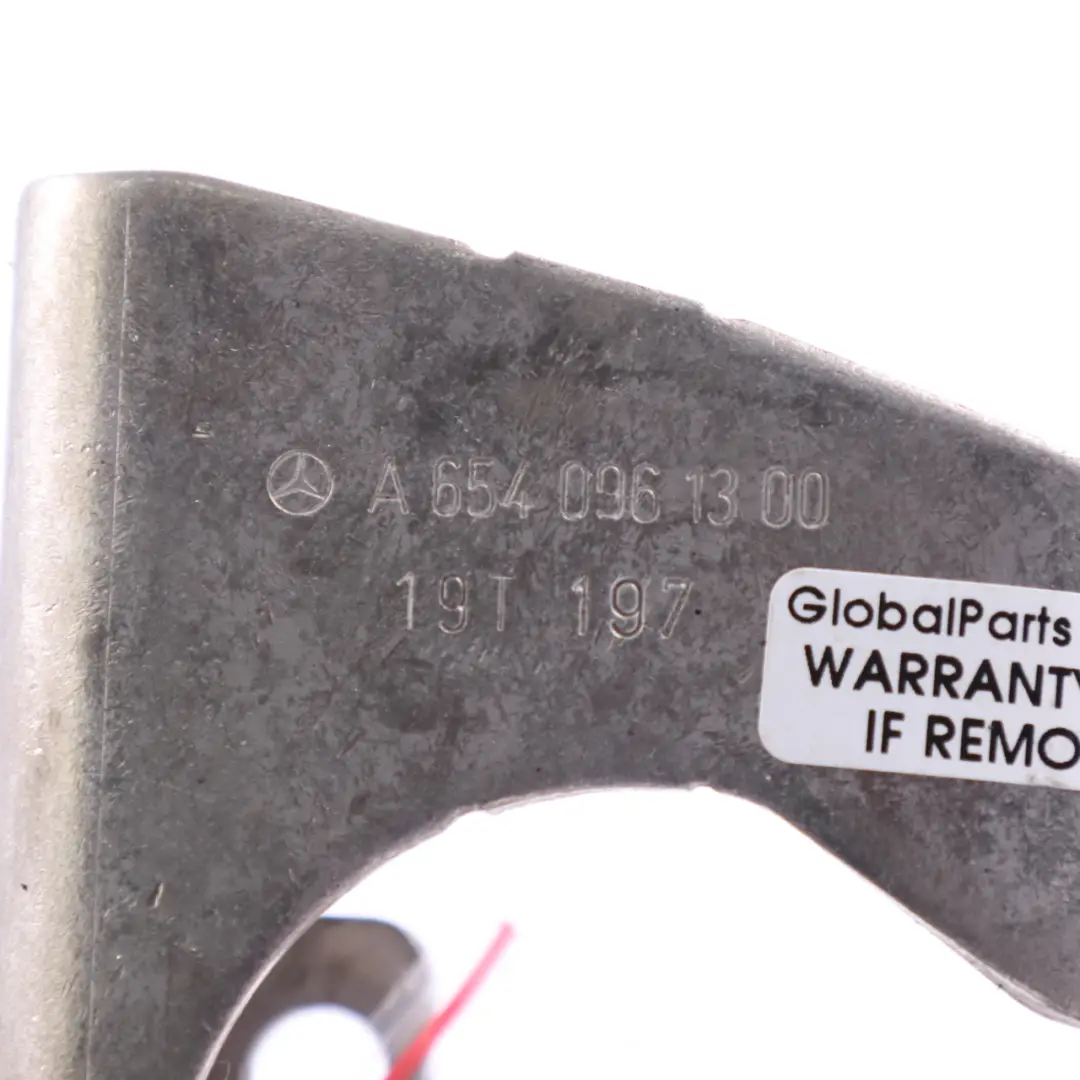 A 654 096 13 00
19T 197
GlobalParts
WARRANTY
IF REMO